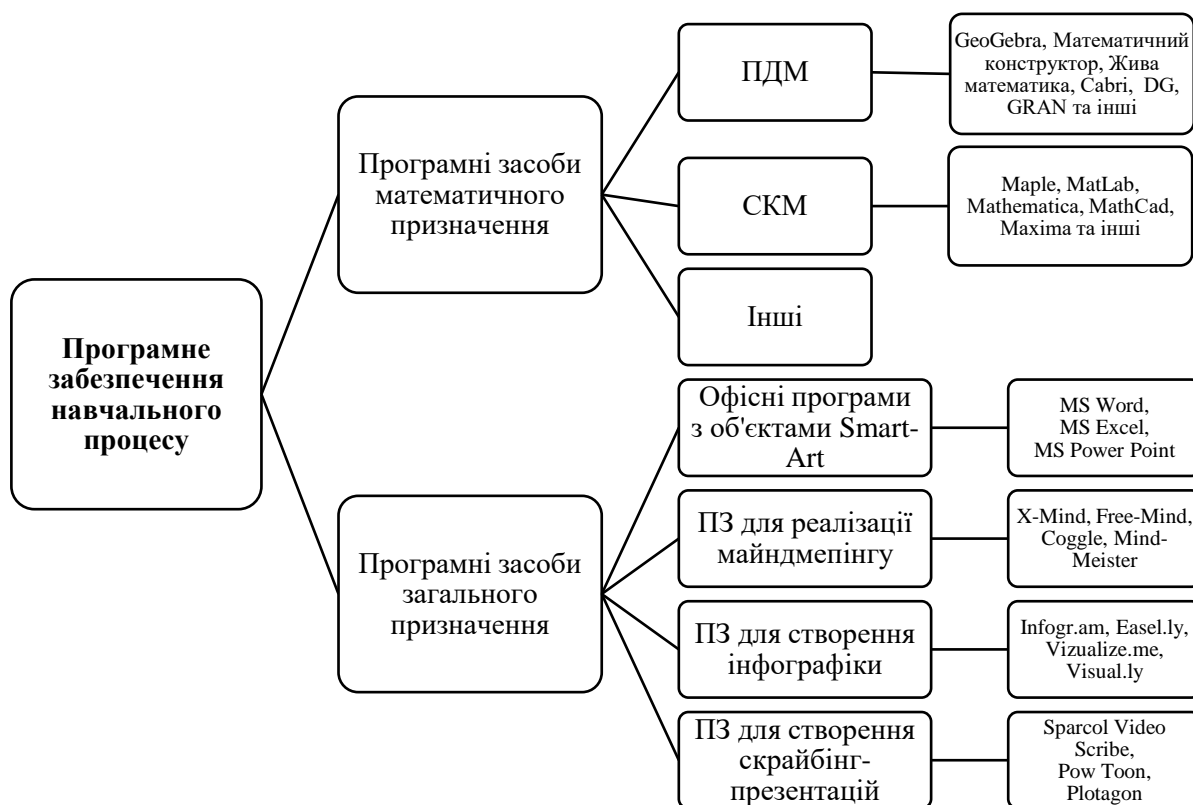 Програмне
забезпечення
навчального
процесу
Програмні засоби
математичного
призначення
ПДМ
GeoGebra, Математичний
конструктор, Жива
математика, Cabri, DG,
GRAN та інші
СКМ
Maple, MatLab,
Mathematica, MathCad,
Maxima та інші
Інші
Програмні засоби
загального
призначення
Офісні програми
з об'єктами Smart-
Art
MS Word,
MS Excel,
MS Power Point
ПЗ для реалізації
майндмепінгу
X-Mind, Free-Mind,
Coggle, Mind-
Meister
ПЗ для створення
інфографіки
Infogr.am, Easel.ly,
Vizualize.me,
Visual.ly
ПЗ для створення
скрайбінг-
презентацій
Sparcol Video
Scribe,
Pow Toon,
Plotagon